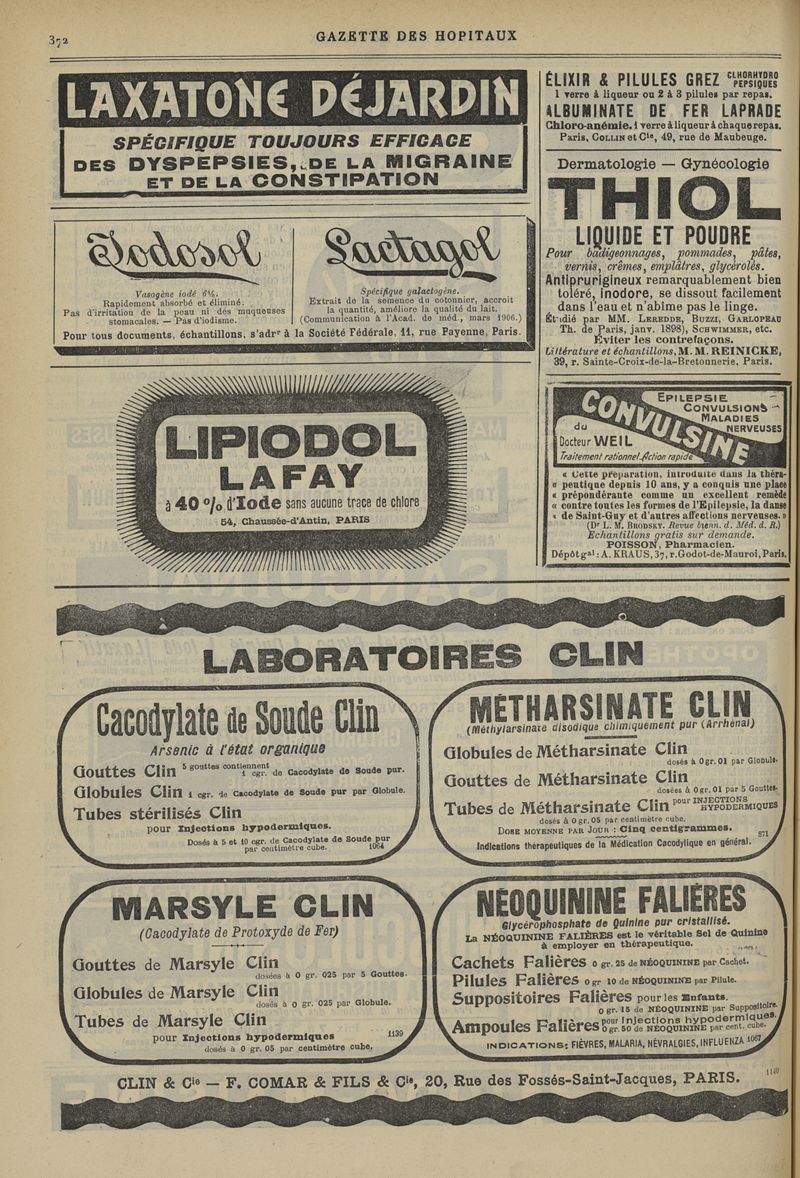 372
GAZETTE DES HOPITAUX
LAXATONE DÉJARDIN
SPÉCIFIQUE TOUJOURS EFFICACE
DES DYSPEPSIES, DE LA MIGRAINE
ET DE LA CONSTIPATION
Iodosol
Vasogène iodé 6%.
Rapidement absorbé et éliminé.
Pas d'irritation de la peau ni des muqueuses
stomacales. — Pas d'iodisme.
Lactagol
Spécifique galactogène.
Extrait de la semence du cotonnier, accroit
la quantité, améliore la qualité du lait.
(Communication à l'Acad. de méd., mars 1906.)
Pour tous documents, échantillons, s'adr à la Société Fédérale, 11, rue Payenne, Paris.
LIPIODOL
LAFAY
à 40 % d'Iode sans aucune trace de chlore
54, Chaussée-d'Antin, PARIS
ÉLIXIR & PILULES GREZ CLHORHYDRO PEPSIQUES
1 verre à liqueur ou 2 à 3 pilules par repas.
ALBUMINATE DE FER LAPRADE
Chloro-anémie. 1 verre à liqueur à chaque repas.
Paris, COLLIN et Cie, 49, rue de Maubeuge.
Dermatologie — Gynécologie
THIOL
LIQUIDE ET POUDRE
Pour badigeonnages, pommades, pâtes,
vernis, crêmes, emplâtres, glycérolés.
Antiprurigineux remarquablement bien
toléré, inodore, se dissout facilement
dans l'eau et n'abime pas le linge.
Étudié par MM. LEREDDE, BUZZI, GARLOPEAU
Th. de Paris, janv. 1898), SCHWIMMER, etc.
Éviter les contrefaçons.
Littérature et échantillons, M. M. REINICKE,
39, r. Sainte-Croix-de-la-Bretonnerie, Paris.
CONVULSINE
EPILEPSIE
CONVULSIONS
MALADIES
NERVEUSES
du
Docteur WEIL
Traitement rationnel. Action rapide
« Cette préparation, introduite dans la théra-
« peutique depuis 10 ans, y a conquis une place
« prépondérante comme un excellent remède
« contre toutes les formes de l'Epilepsie, la danse
« de Saint-Guy et d'autres affections nerveuses. »
(Dr L. M. BRODSKY. Revue bienn. d. Méd. d. R.)
Echantillons gratis sur demande.
POISSON, Pharmacien.
Dépôt gal : A. KRAUS, 37, r. Godot-de-Mauroi, Paris.
LABORATOIRES CLIN
Cacodylate de Soude Clin
Arsenic à l'état organique
Gouttes Clin 5 gouttes contiennent 1 cgr. de Cacodylate de Soude pur.
Globules Clin 1 cgr. de Cacodylate de Soude pur par Globule.
Tubes stérilisés Clin
pour Injections hypodermiques.
Dosés à 5 et 10 cgr. de Cacodylate de Soude pur
par centimètre cube. 1064
MÉTHARSINATE CLIN
(Méthylarsinate disodique chimiquement pur (Arrhénal)
Globules de Métharsinate Clin
dosés à 0gr. 01 par Globule.
Gouttes de Métharsinate Clin
dosées à 0gr. 01 par 5 Gouttes.
Tubes de Métharsinate Clin pour INJECTIONS HYPODERMIQUES
dosés à 0 gr. 05 par centimètre cube.
DOSE MOYENNE PAR JOUR : Cinq centigrammes. 871
Indications thérapeutiques de la Médication Cacodylique en général.
MARSYLE CLIN
(Cacodylate de Protoxyde de Fer)
Gouttes de Marsyle Clin
dosées à 0 gr. 025 par 5 Gouttes.
Globules de Marsyle Clin
dosés à 0 gr. 025 par Globule.
Tubes de Marsyle Clin
pour Injections hypodermiques 1139
dosés à 0 gr. 05 par centimètre cube,
NÉOQUININE FALIÈRES
Glycérophosphate de Quinine pur cristallisé.
La NÉOQUININE FALIÈRES est le véritable Sel de Quinine
à employer en thérapeutique.
Cachets Falières 0 gr. 25 de NÉOQUININE par Cachet.
Pilules Falières 0 gr 10 de NÉOQUININE par Pilule.
Suppositoires Falières pour les Enfants.
0 gr. 15 de NÉOQUININE par Suppositoire.
Ampoules Falières pour Injections hypodermiques.
0 gr. 50 de NÉOQUININE par cent. cube.
INDICATIONS: FIÈVRES, MALARIA, NÉVRALGIES, INFLUENZA 1067
CLIN & Cie — F. COMAR & FILS & Cie, 20, Rue des Fossés-Saint-Jacques, PARIS.